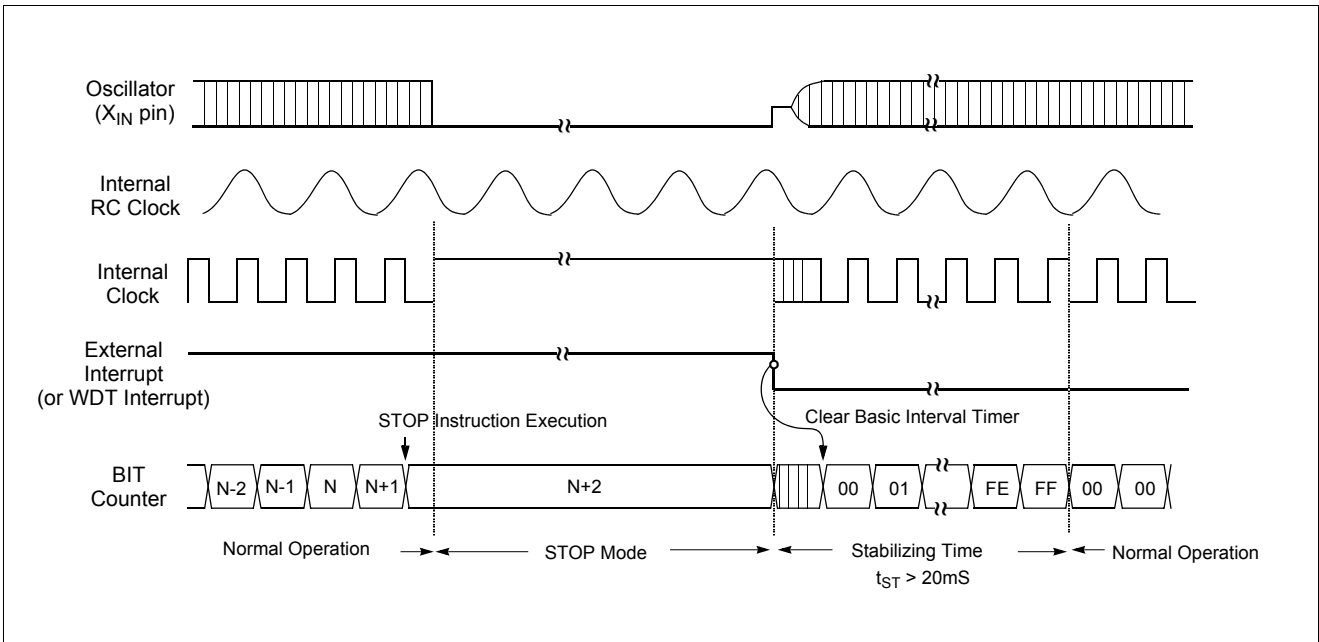 Oscillator
(XIN pin)
Internal
RC Clock
Internal
Clock
External
Interrupt
(or WDT Interrupt)
STOP Instruction Execution
Clear Basic Interval Timer
BIT
Counter
N-2 N-1 N N+1 N+2 00 01 FE FF 00 00
Normal Operation STOP Mode Stabilizing Time Normal Operation
tST > 20mS